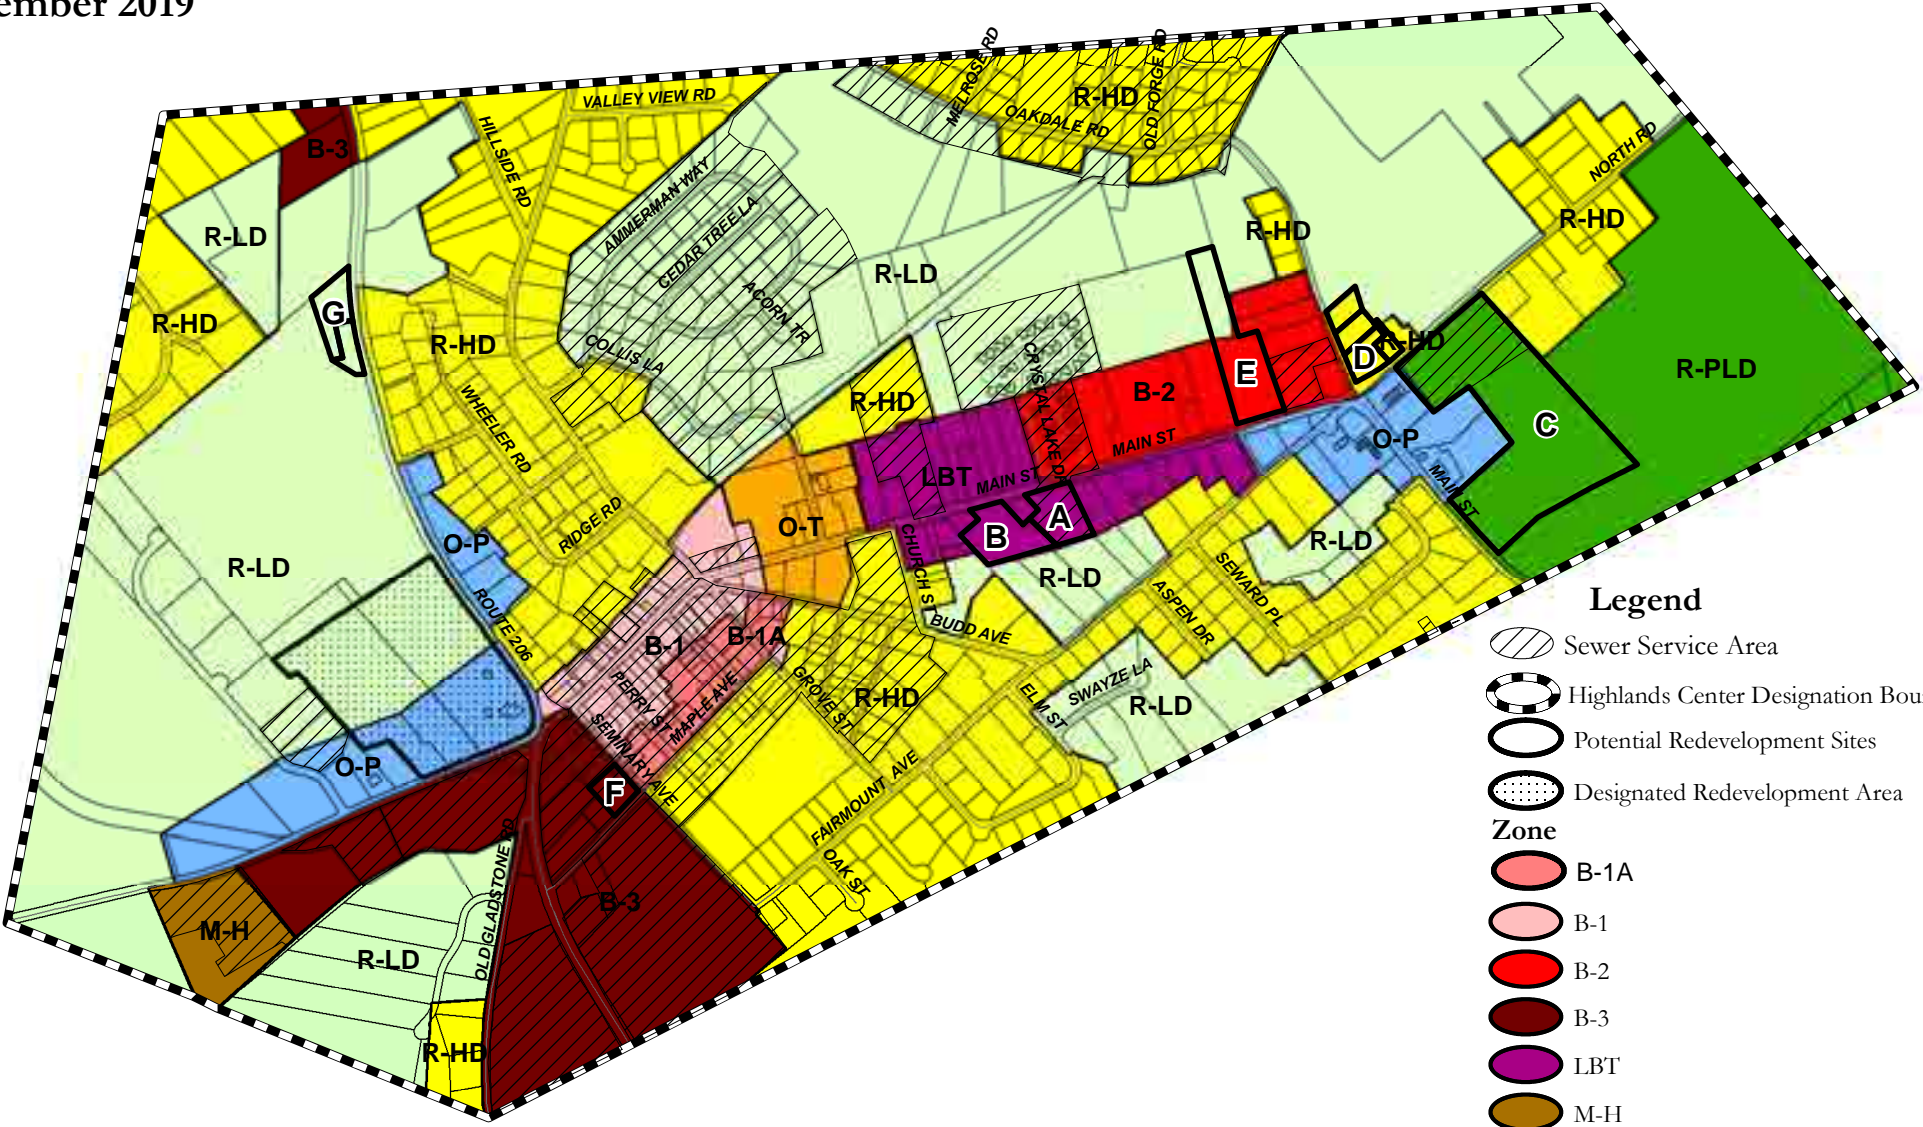 ember 2019
MELROSE RD
OLD FORGE RD
R-HD
OAKDALE RD
VALLEY VIEW RD
HILLSIDE RD
B-3
NORTH RD
AMMERMAN WAY
CEDAR TREE LA
R-LD
R-HD
R-HD
R-LD
ACORN TR
G
R-HD
R-HD
COLLIS LA
CRYSTAL LAKE DR
D
R-HD
E
R-PLD
B-2
R-HD
WHEELER RD
C
O-P
MAIN ST
LBT
MAIN ST
MAIN ST
RIDGE RD
O-T
A
B
O-P
CHURCH ST
R-LD
R-LD
R-LD
SEWARD PL
ASPEN DR
ROUTE 206
BUDD AVE
B-1
B-1A
PERRY ST
MAPLE AVE
GROVE ST
R-HD
ELM ST
SWAYZE LA
R-LD
SEMINARY AVE
O-P
F
FAIRMOUNT AVE
OAK ST
OLD GLADSTONE RD
B-3
M-H
R-LD
R-HD
Legend
Sewer Service Area
Highlands Center Designation Bou
Potential Redevelopment Sites
Designated Redevelopment Area
Zone
B-1A
B-1
B-2
B-3
LBT
M-H